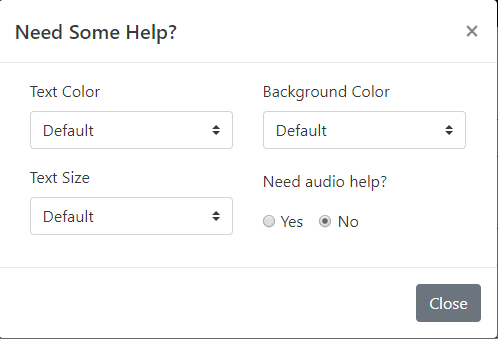 Need Some Help? ×
Text Color
Background Color
Default
Default
Text Size
Need audio help?
Default
Yes No
Close